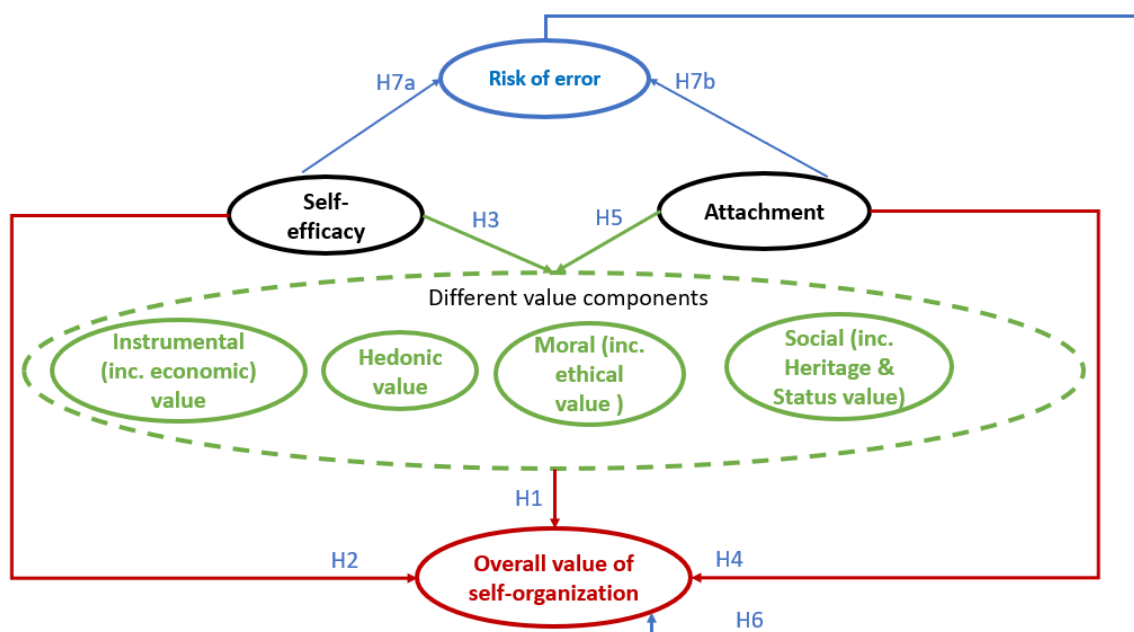 H7a
Risk of error
H7b
Self-
efficacy
H3
H5
Attachment
Different value components
Instrumental
(inc. economic)
value
Hedonic
value
Moral (inc.
ethical
value )
Social (inc.
Heritage &
Status value)
H1
H2
Overall value of
self-organization
H4
H6